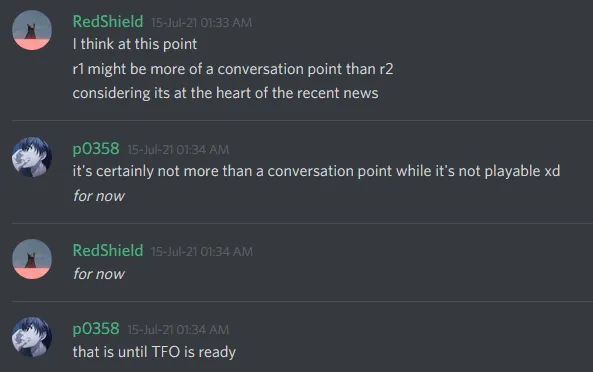 RedShield 15-Jul-21 01:33 AM
I think at this point
r1 might be more of a conversation point than r2
considering its at the heart of the recent news
p0358 15-Jul-21 01:34 AM
it's certainly not more than a conversation point while it's not playable xd
for now
RedShield 15-Jul-21 01:34 AM
for now
p0358 15-Jul-21 01:34 AM
that is until TFO is ready